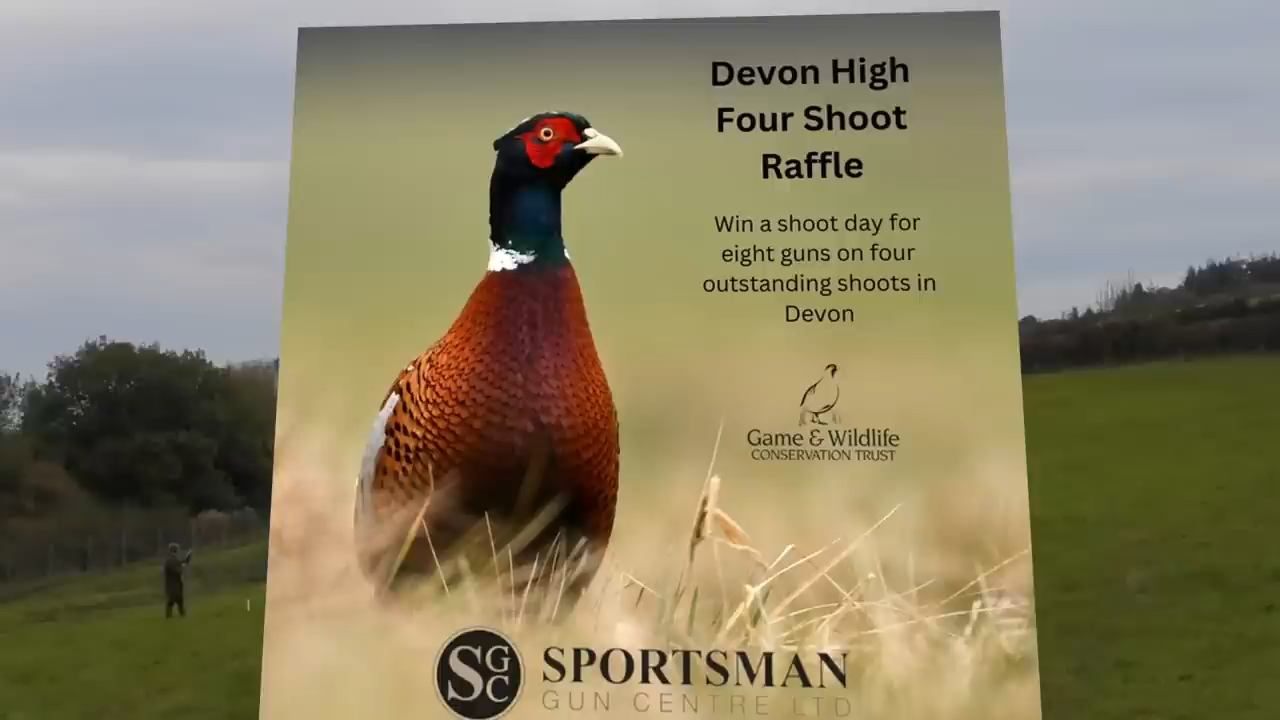 Devon High
Four Shoot
Raffle
Win a shoot day for
eight guns on four
outstanding shoots in
Devon
Game & Wildlife
CONSERVATION TRUST
SGC
SPORTSMAN
GUN CENTRE LTD